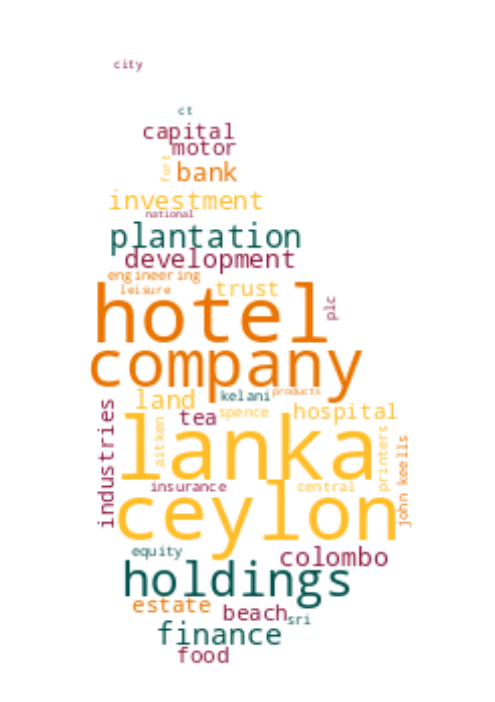 city
ct
capital
motor
fort
bank
investment
national
plantation
development
engineering
leisure
trust
hotel
plc
company
kelani
products
land
tea
spence
hospital
industries
lanka
aitken
printers
john keells
insurance
central
ceylon
equity
colombo
holdings
estate
beach
sri
finance
food